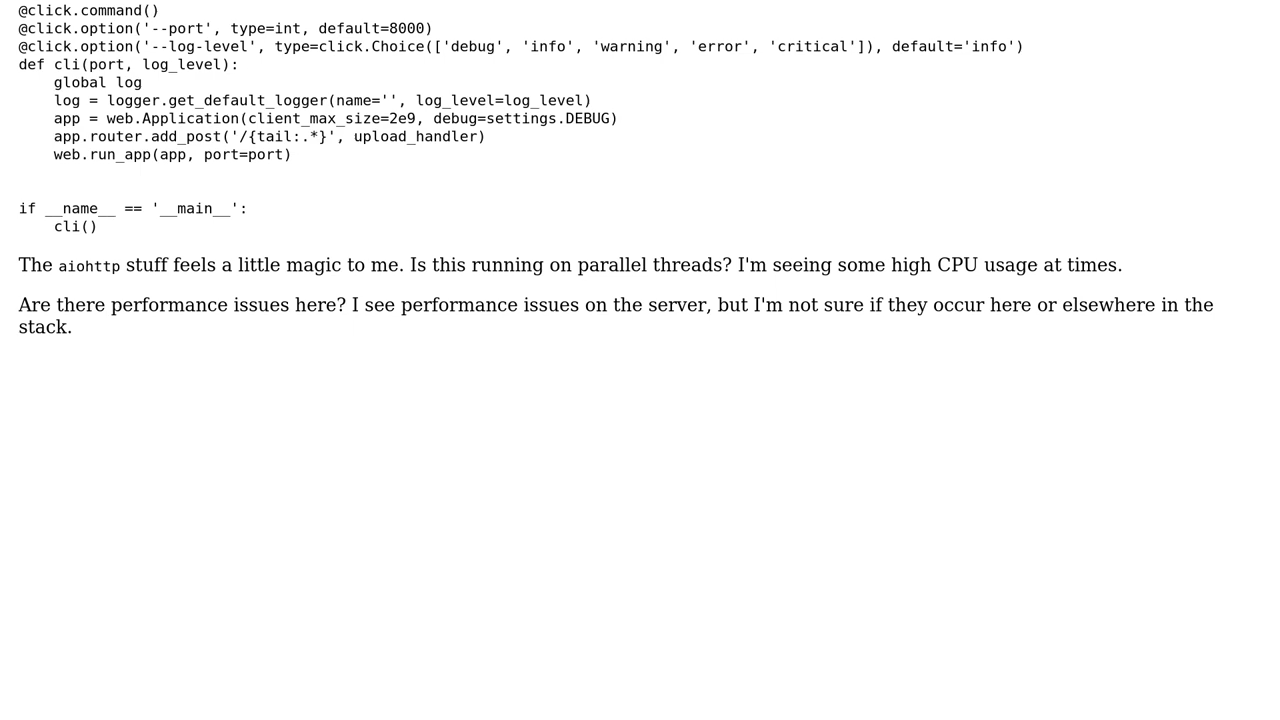 @click.command()
@click.option('--port', type=int, default=8000)
@click.option('--log-level', type=click.Choice(['debug', 'info', 'warning', 'error', 'critical']), default='info')
def cli(port, log_level):
    global log
    log = logger.get_default_logger(name='', log_level=log_level)
    app = web.Application(client_max_size=2e9, debug=settings.DEBUG)
    app.router.add_post('/{tail:.*}', upload_handler)
    web.run_app(app, port=port)
if __name__ == '__main__':
    cli()
The aiohttp stuff feels a little magic to me. Is this running on parallel threads? I'm seeing some high CPU usage at times.
Are there performance issues here? I see performance issues on the server, but I'm not sure if they occur here or elsewhere in the
stack.